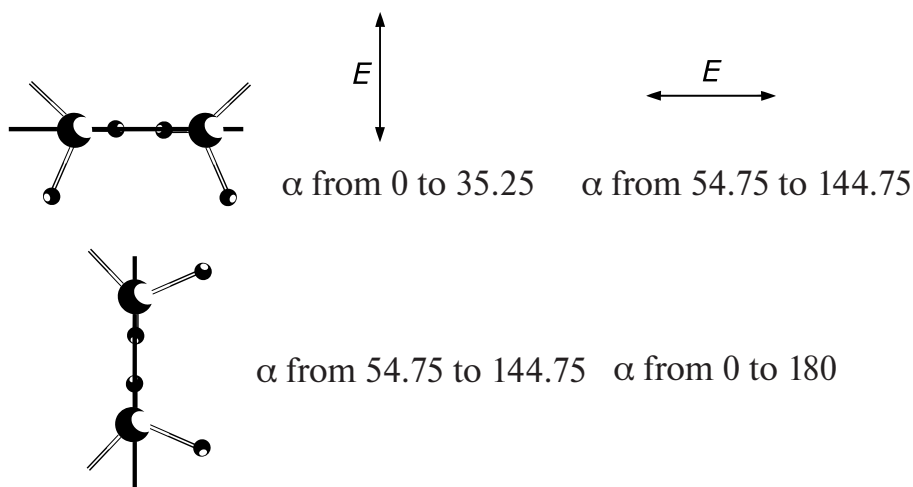 E
E
α from 0 to 35.25 α from 54.75 to 144.75
α from 54.75 to 144.75 α from 0 to 180